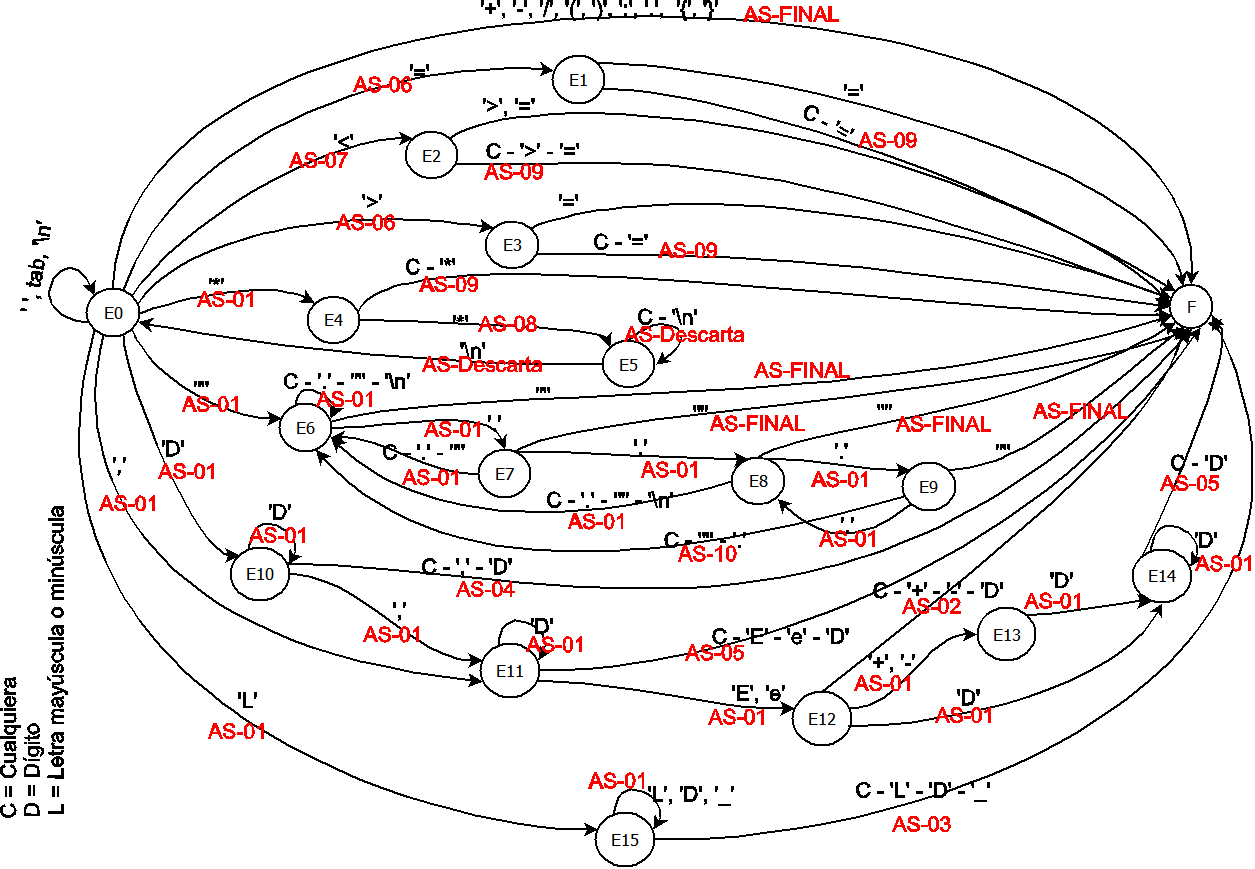 AS-FINAL
'='
AS-06
E1
'='
C - '='
AS-09
'>', '='
'<'
AS-07
E2
C - '>' - '='
AS-09
'>'
AS-06
E3
'='
C - '='
AS-09
' ', tab, '\n'
E0
'*'
AS-01
E4
C - '*'
AS-09
'*'
AS-08
C - '\n'
AS-Descarta
E5
'\n'
AS-Descarta
F
'"'
AS-01
C - '.' - '"' - '\n'
AS-01
E6
'"'
AS-FINAL
AS-01
'.'
C - '.' - '"'
AS-01
E7
'"'
AS-FINAL
'.'
AS-01
E8
'"'
AS-FINAL
'.'
AS-01
E9
'"'
AS-FINAL
C - '.' - '"' - '\n'
AS-01
'.'
AS-01
C - '"' - '.'
AS-10
'D'
AS-01
','
AS-01
'D'
AS-01
E10
C - ',' - 'D'
AS-04
','
AS-01
'D'
AS-01
E11
C - 'E' - 'e' - 'D'
AS-05
'E', 'e'
AS-01
E12
C - '+' - '-' - 'D'
AS-02
'+', '-'
AS-01
E13
'D'
AS-01
'D'
AS-01
E14
'D'
AS-01
C - 'D'
AS-05
'L'
AS-01
AS-01
'L', 'D', '_'
E15
C - 'L' - 'D' - '_'
AS-03
C = Cualquiera
D = Dígito
L = Letra mayúscula o minúscula